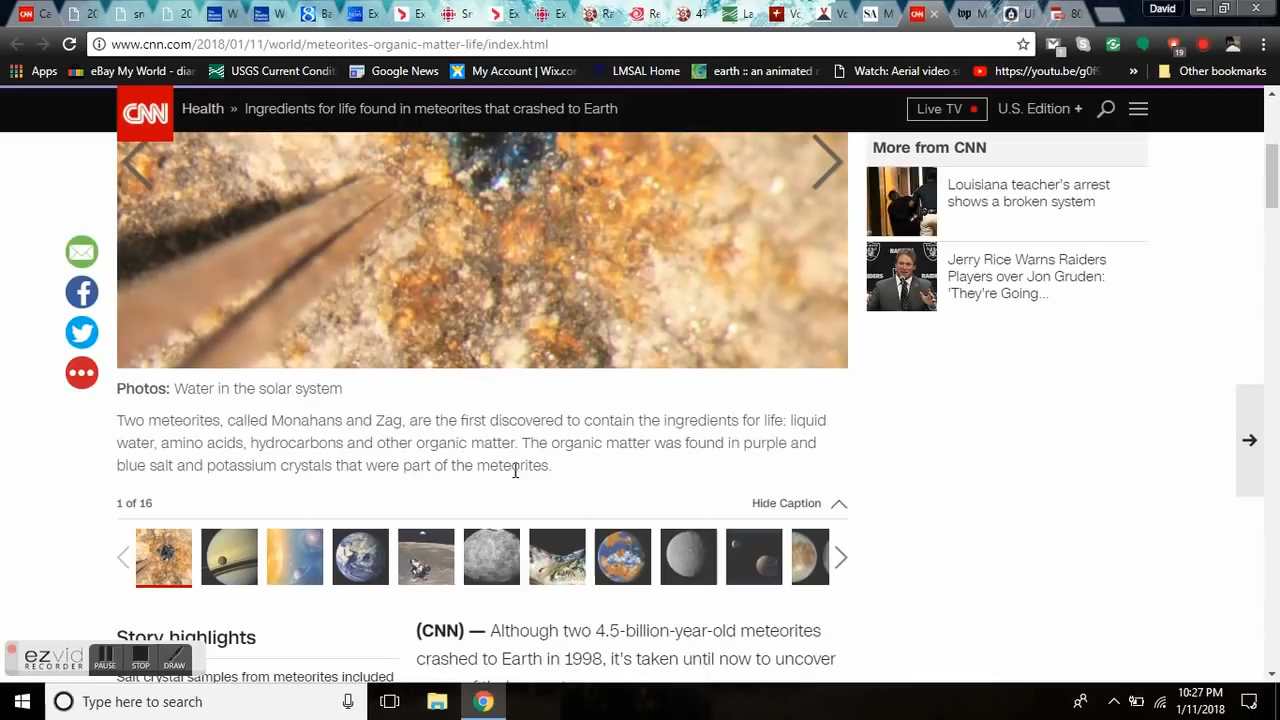 David
www.cnn.com/2018/01/11/world/meteorites-organic-matter-life/index.html
19
Apps
eBay My World - dian
USGS Current Condi
Google News
My Account | Wix.co
LMSAL Home
earth :: an animated
Watch: Aerial video s
https://youtu.be/g0f
»
Other bookmarks
CNN
Health » Ingredients for life found in meteorites that crashed to Earth
Live TV
U.S. Edition +
More from CNN
Louisiana teacher's arrest
shows a broken system
Jerry Rice Warns Raiders
Players over Jon Gruden:
'They're Going...
Photos: Water in the solar system
Two meteorites, called Monahans and Zag, are the first discovered to contain the ingredients for life: liquid
water, amino acids, hydrocarbons and other organic matter. The organic matter was found in purple and
blue salt and potassium crystals that were part of the meteorites.
1 of 16
Hide Caption
Story highlights
Salt crystal samples from meteorites included
(CNN) — Although two 4.5-billion-year-old meteorites
crashed to Earth in 1998, it's taken until now to uncover
ezvid
RECORDER
PAUSE
STOP
DRAW
Type here to search
10:27 PM
1/11/2018